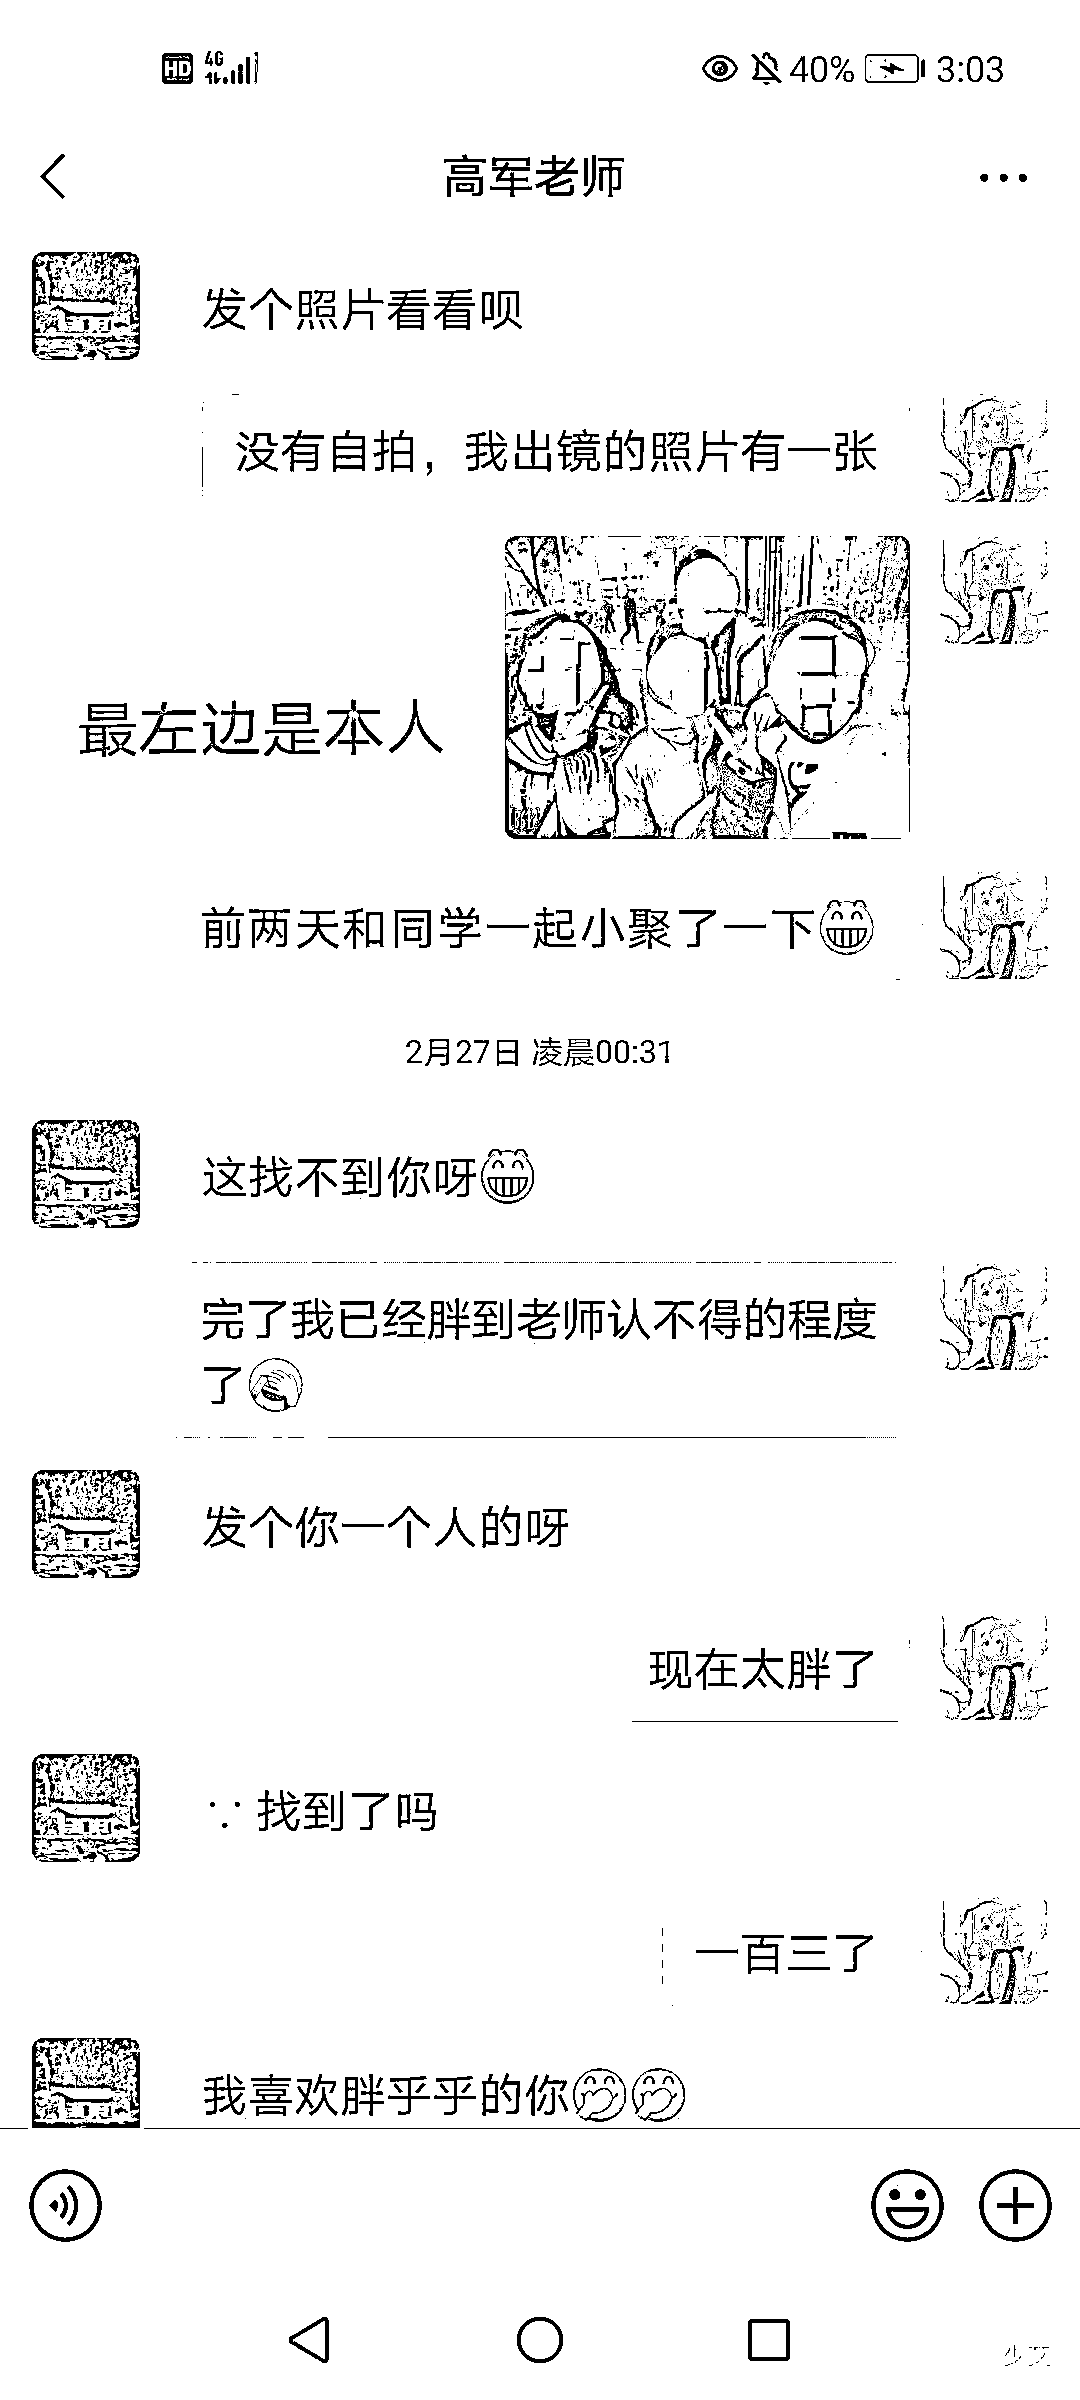 HD 4G 40% 3:03
高军老师
发个照片看看呗
没有自拍，我出镜的照片有一张
最左边是本人
前两天和同学一起小聚了一下
2月27日 凌晨00:31
这找不到你呀
完了我已经胖到老师认不得的程度
了
发个你一个人的呀
现在太胖了
∵ 找到了吗
一百三了
我喜欢胖乎乎的你